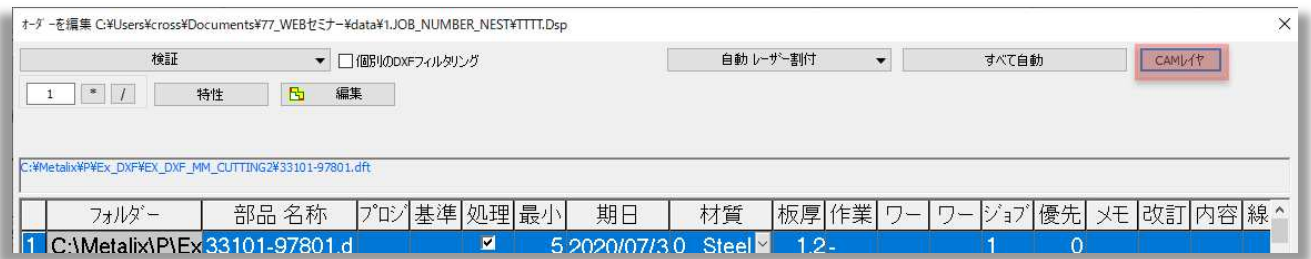 オーダーを編集 C:¥Users¥cross¥Documents¥77_WEBセミナー¥data¥1.JOB_NUMBER_NEST¥TTTT.Dsp
検証 個別のDXFフィルタリング 自動 レーザー割付 すべて自動 CAMレイヤ
1 * / 特性 編集
C:¥Metalix¥P¥Ex_DXF¥EX_DXF_MM_CUTTING2¥33101-97801.dft
フォルダー 部品 名称 プロジ 基準 処理 最小 期日 材質 板厚 作業 ワー ワー ジョブ 優先 メモ 改訂 内容 線
1 C:\Metalix\P\Ex 33101-97801.d 5 2020/07/3 0 Steel 1.2 - 1 0